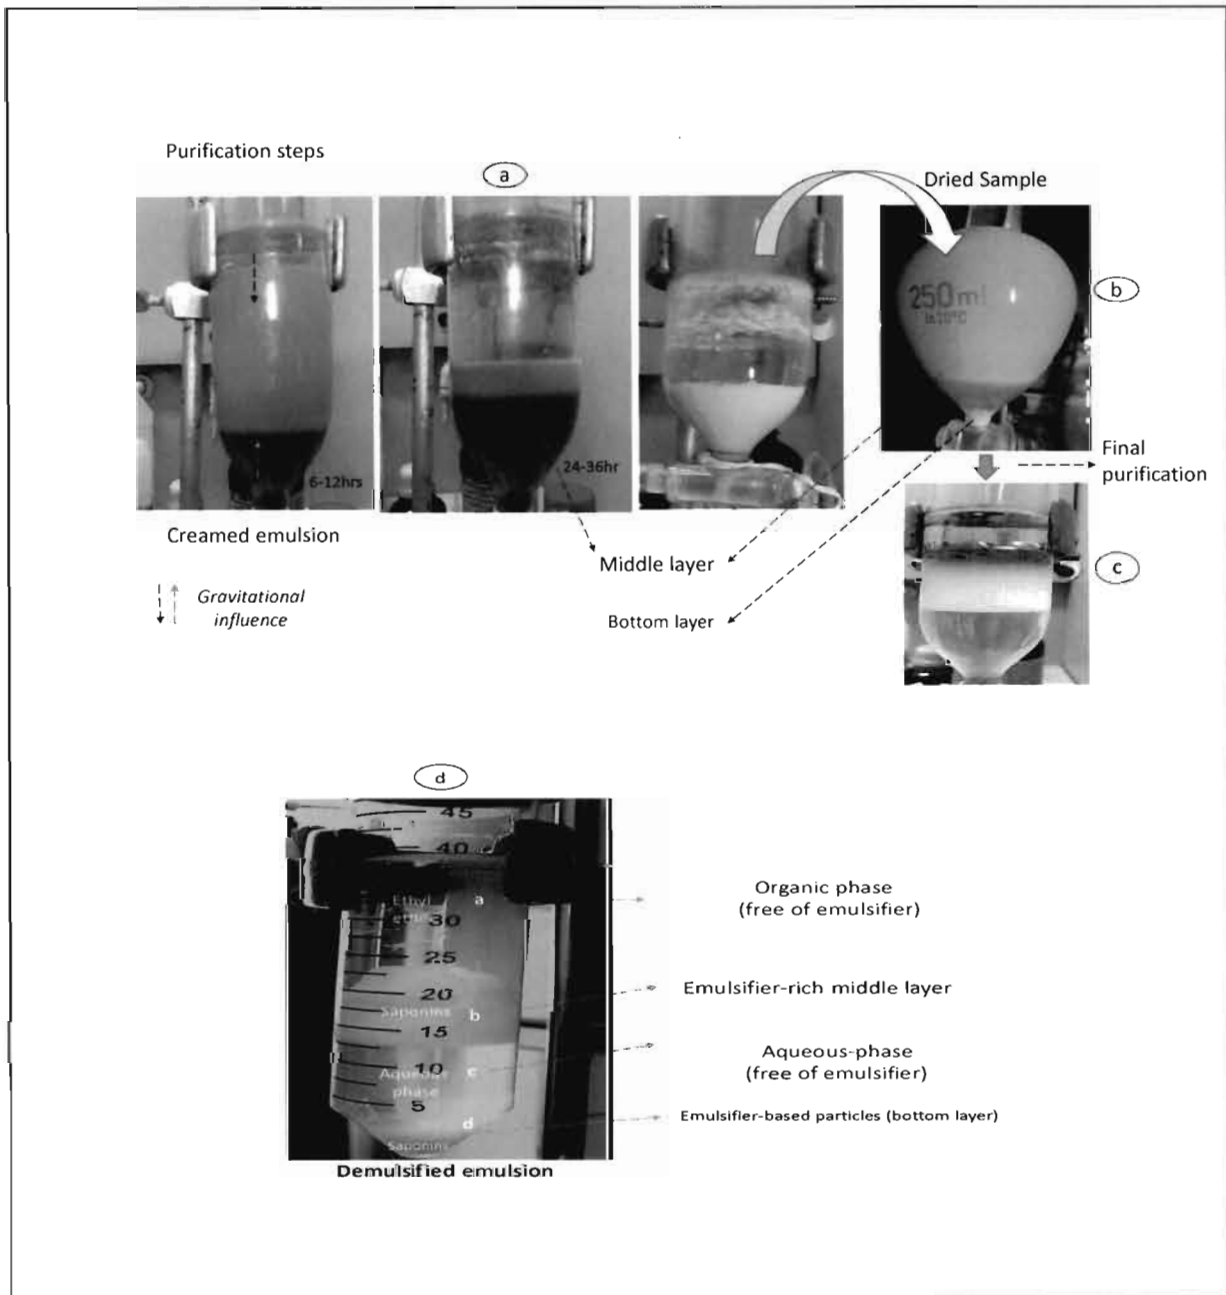 Purification steps
a
Dried Sample
250ml
b
6-12hrs
24-36hr
Final
purification
Creamed emulsion
Middle layer
c
Gravitational
influence
Bottom layer
d
45
40
Ethyl
a
Organic phase
(free of emulsifier)
30
25
20
Emulsifier-rich middle layer
Saponins
b
15
Aqueous-phase
(free of emulsifier)
10
c
Aqueous
phase
5
d
Emulsifier-based particles (bottom layer)
Saponins
Demulsified emulsion